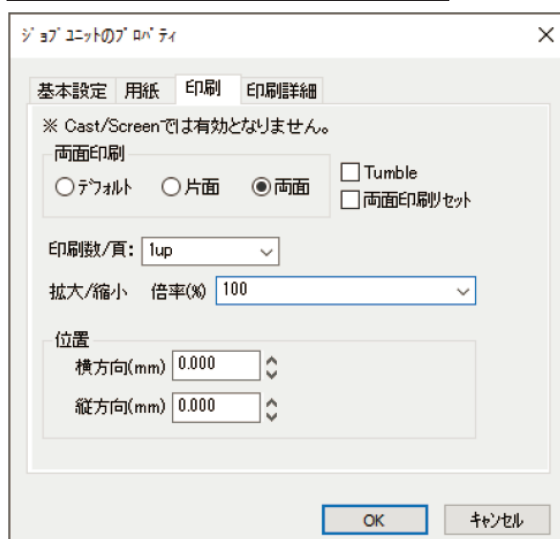 ｼﾞｮﾌﾞﾕﾆｯﾄのﾌﾟﾛﾊﾟﾃｨ
基本設定 用紙 印刷 印刷詳細
※ Cast/Screenでは有効となりません。
両面印刷
ﾃﾞﾌｫﾙﾄ 片面 両面
Tumble
両面印刷ﾘｾｯﾄ
印刷数/頁: 1up
拡大/縮小 倍率(%) 100
位置
横方向(mm) 0.000
縦方向(mm) 0.000
OK ｷｬﾝｾﾙ